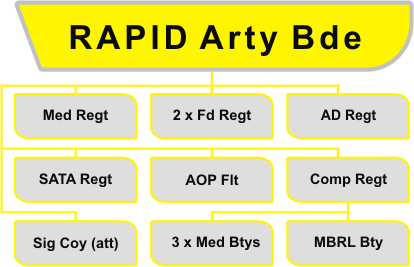 RAPID Arty Bde
Med Regt
2 x Fd Regt
AD Regt
SATA Regt
AOP Flt
Comp Regt
Sig Coy (att)
3 x Med Btys
MBRL Bty